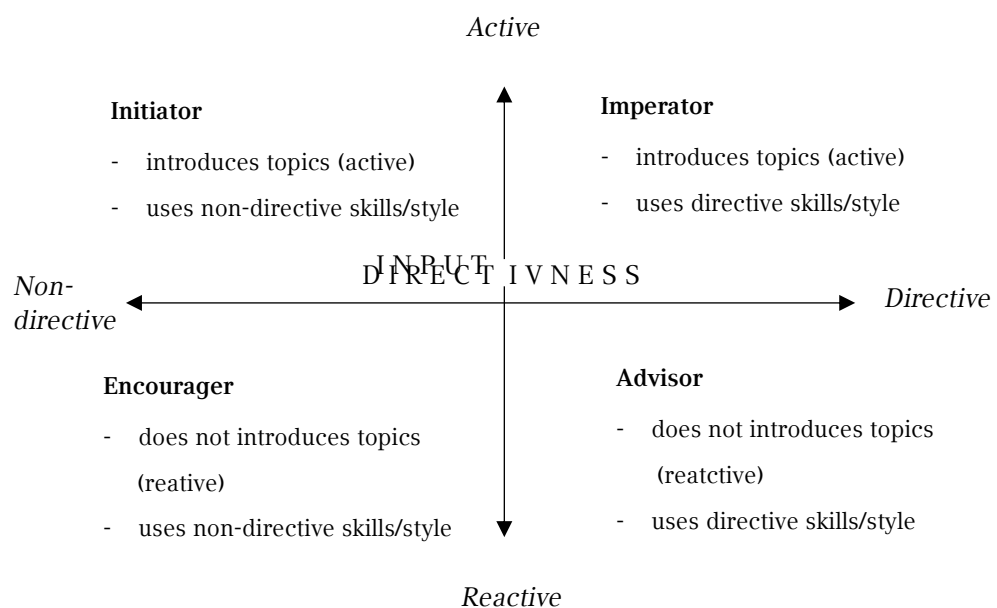 Active
Initiator
- introduces topics (active)
- uses non-directive skills/style
Imperator
- introduces topics (active)
- uses directive skills/style
INPUT
DIRECTIVNESS
Non-
directive
Directive
Encourager
- does not introduces topics
(reative)
- uses non-directive skills/style
Advisor
- does not introduces topics
(reatctive)
- uses directive skills/style
Reactive